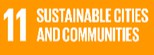 11 SUSTAINABLE CITIES
AND COMMUNITIES